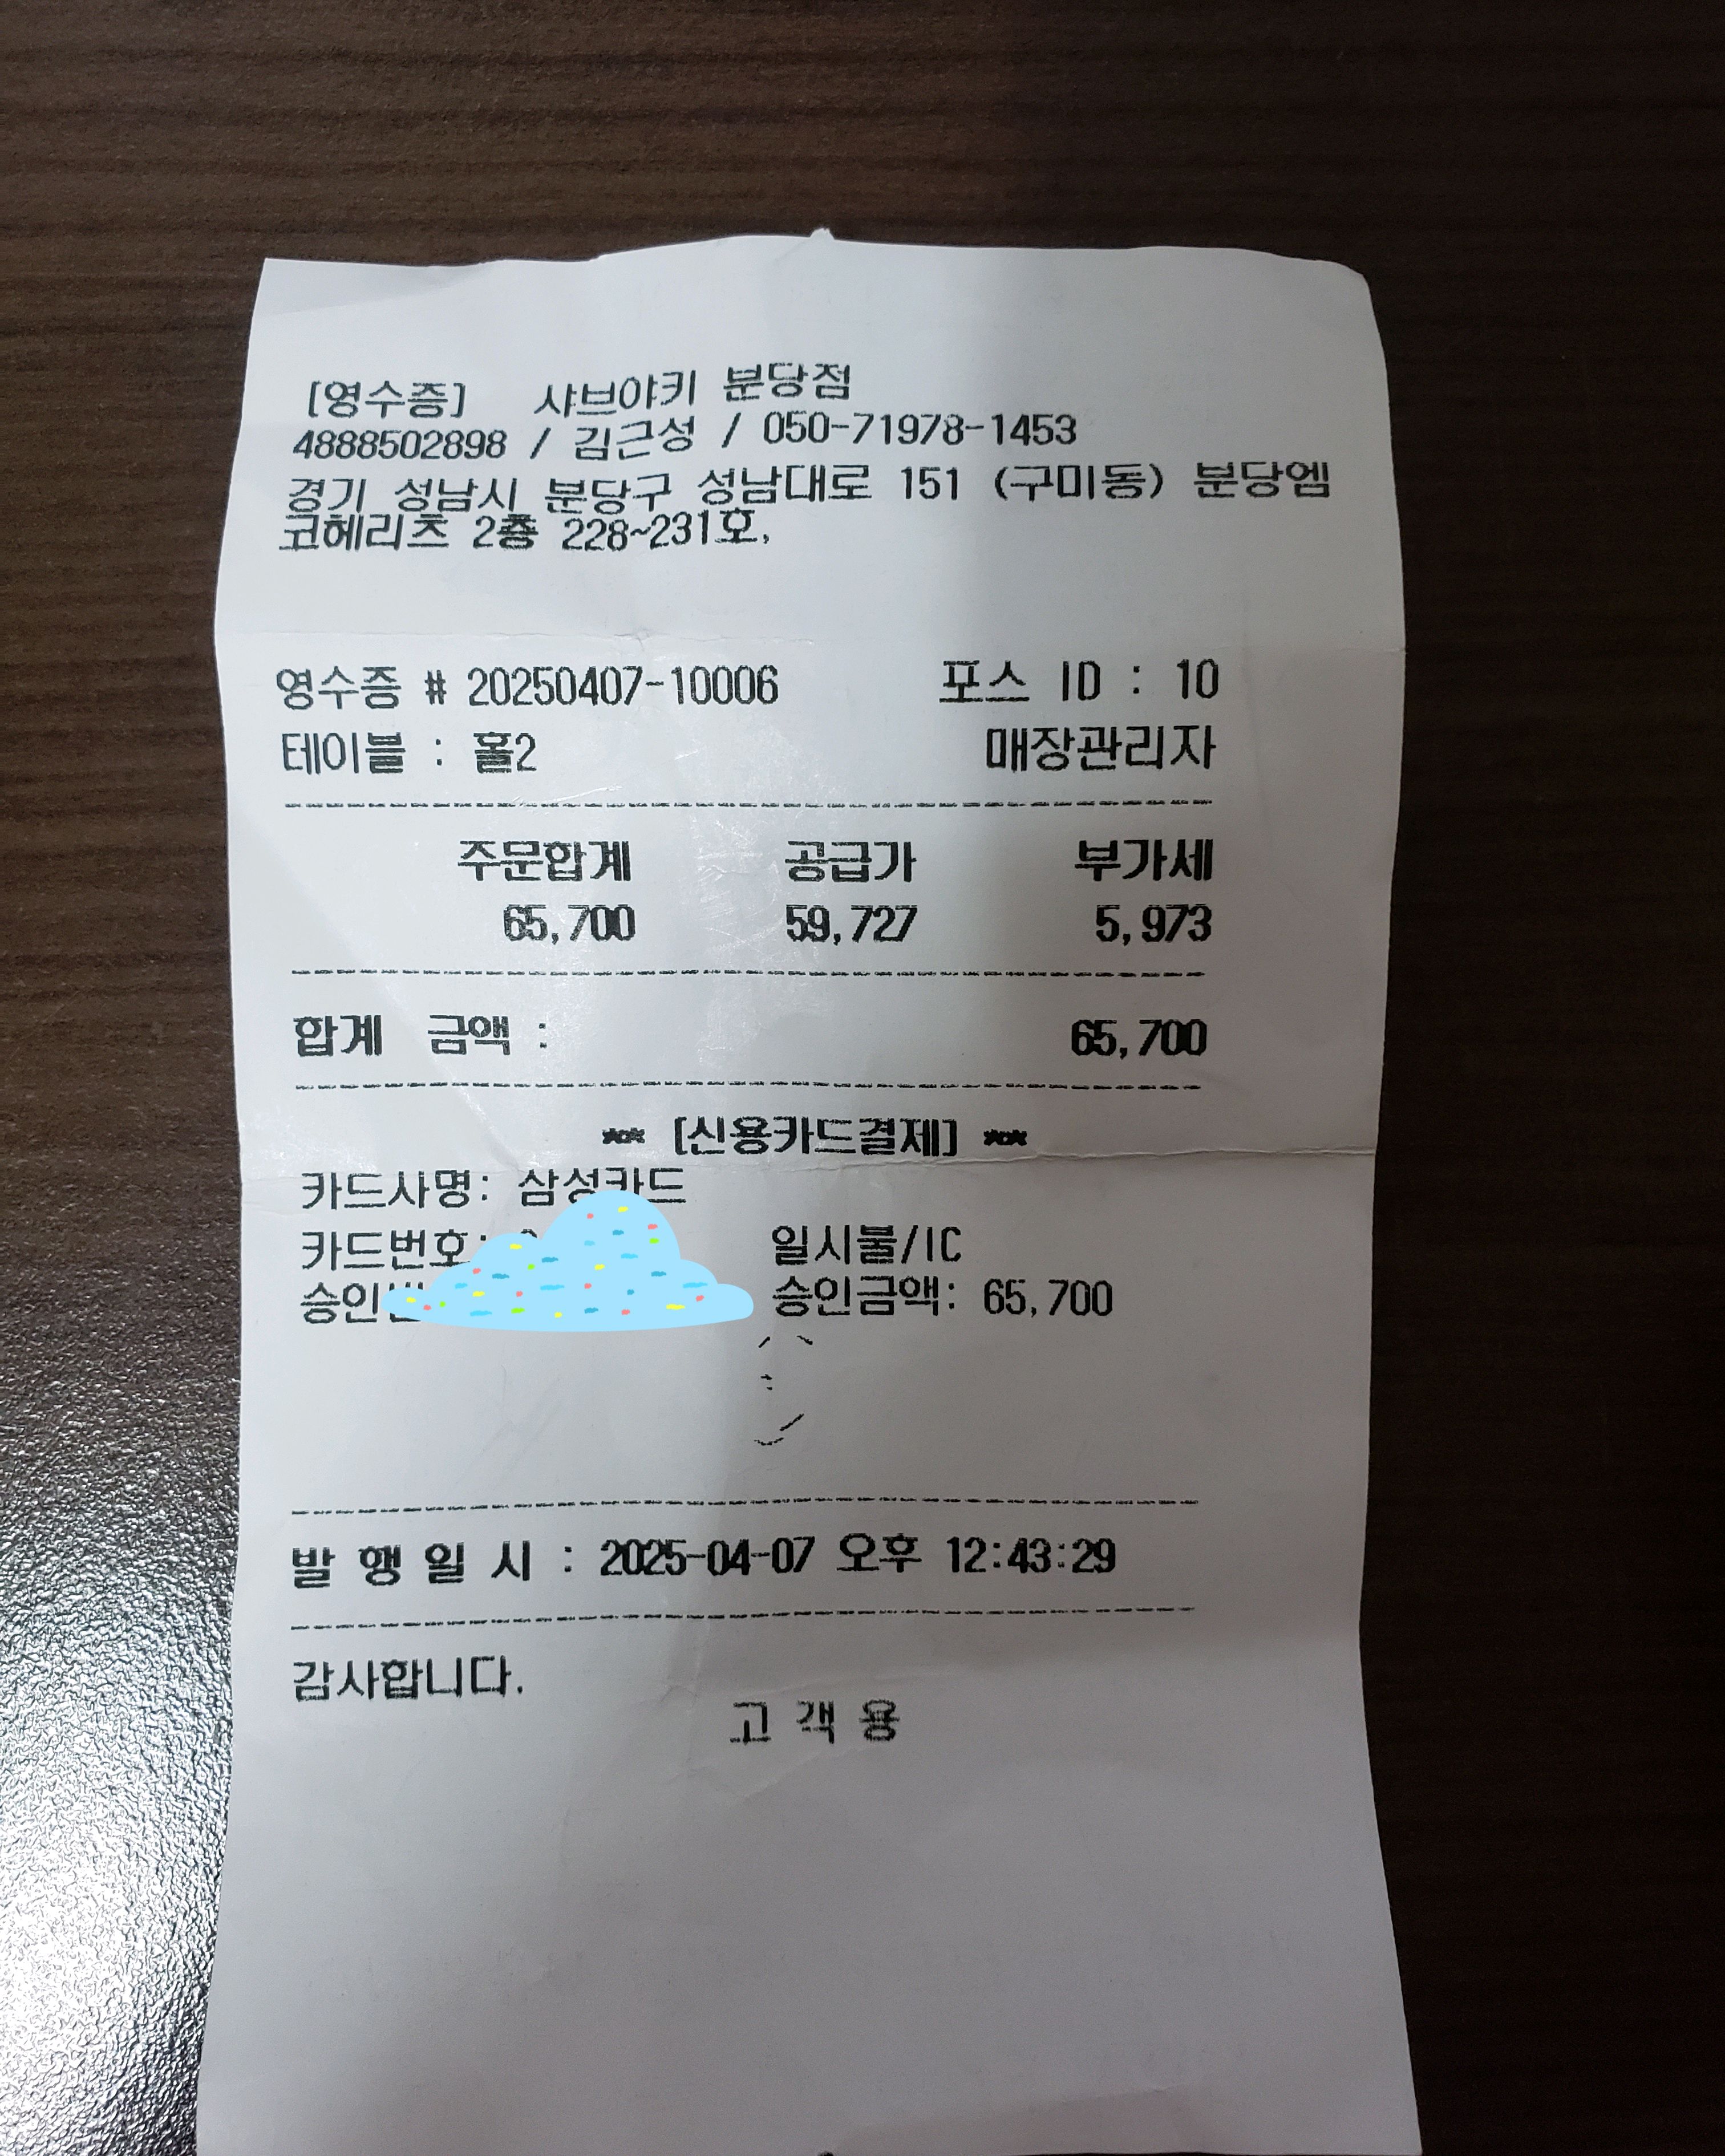 [영수증] 샤브야키 분당점
4888502898 / 김근성 / 050-71978-1453
경기 성남시 분당구 성남대로 151 (구미동) 분당엠
코헤리츠 2층 228~231호,
영수증 # 20250407-10006 포스 ID : 10
테이블 : 홀2 매장관리자
주문합계 공급가 부가세
65,700 59,727 5,973
합계 금액 : 65,700
** [신용카드결제] **
카드사명: 삼성카드
카드번호: 일시불/IC
승인금액: 65,700
발 행 일 시 : 2025-04-07 오후 12:43:29
감사합니다.
고 객 용